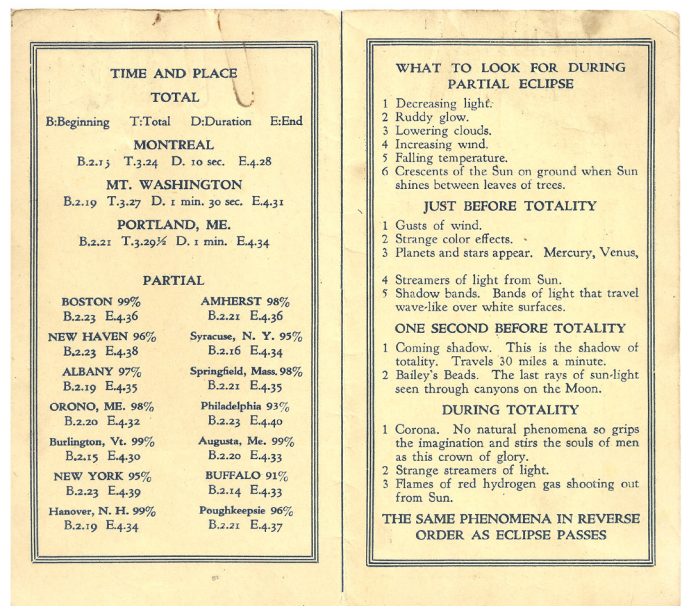 TIME AND PLACE
TOTAL
B:Beginning T:Total D:Duration E:End
MONTREAL
B.2.15 T.3.24 D. 10 sec. E.4.28
MT. WASHINGTON
B.2.19 T.3.27 D. 1 min. 30 sec. E.4.31
PORTLAND, ME.
B.2.21 T.3.29½ D. 1 min. E.4.34
PARTIAL
BOSTON 99% AMHERST 98%
B.2.23 E.4.36 B.2.21 E.4.36
NEW HAVEN 96% Syracuse, N. Y. 95%
B.2.23 E.4.38 B.2.16 E.4.34
ALBANY 97% Springfield, Mass. 98%
B.2.19 E.4.35 B.2.21 E.4.35
ORONO, ME. 98% Philadelphia 93%
B.2.20 E.4.32 B.2.23 E.4.40
Burlington, Vt. 99% Augusta, Me. 99%
B.2.15 E.4.30 B.2.20 E.4.33
NEW YORK 95% BUFFALO 91%
B.2.23 E.4.39 B.2.14 E.4.33
Hanover, N. H. 99% Poughkeepsie 96%
B.2.19 E.4.34 B.2.21 E.4.37
WHAT TO LOOK FOR DURING
PARTIAL ECLIPSE
1 Decreasing light.
2 Ruddy glow.
3 Lowering clouds.
4 Increasing wind.
5 Falling temperature.
6 Crescents of the Sun on ground when Sun
shines between leaves of trees.
JUST BEFORE TOTALITY
1 Gusts of wind.
2 Strange color effects.
3 Planets and stars appear. Mercury, Venus,
4 Streamers of light from Sun.
5 Shadow bands. Bands of light that travel
wave-like over white surfaces.
ONE SECOND BEFORE TOTALITY
1 Coming shadow. This is the shadow of
totality. Travels 30 miles a minute.
2 Bailey's Beads. The last rays of sun-light
seen through canyons on the Moon.
DURING TOTALITY
1 Corona. No natural phenomena so grips
the imagination and stirs the souls of men
as this crown of glory.
2 Strange streamers of light.
3 Flames of red hydrogen gas shooting out
from Sun.
THE SAME PHENOMENA IN REVERSE
ORDER AS ECLIPSE PASSES